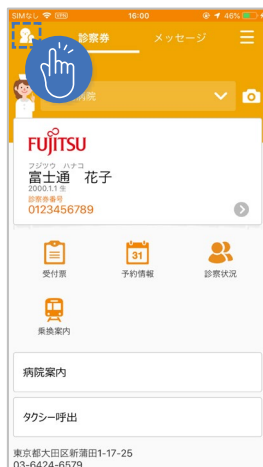 SIMなし 16:00 46%
診察券 メッセージ
病院
FUJITSU
フジツウ ハナコ
富士通 花子
2000.1.1 生
診察券番号
0123456789
31
受付票 予約情報 診察状況
乗換案内
病院案内
タクシー呼出
東京都大田区新蒲田1-17-25
03-6424-6579